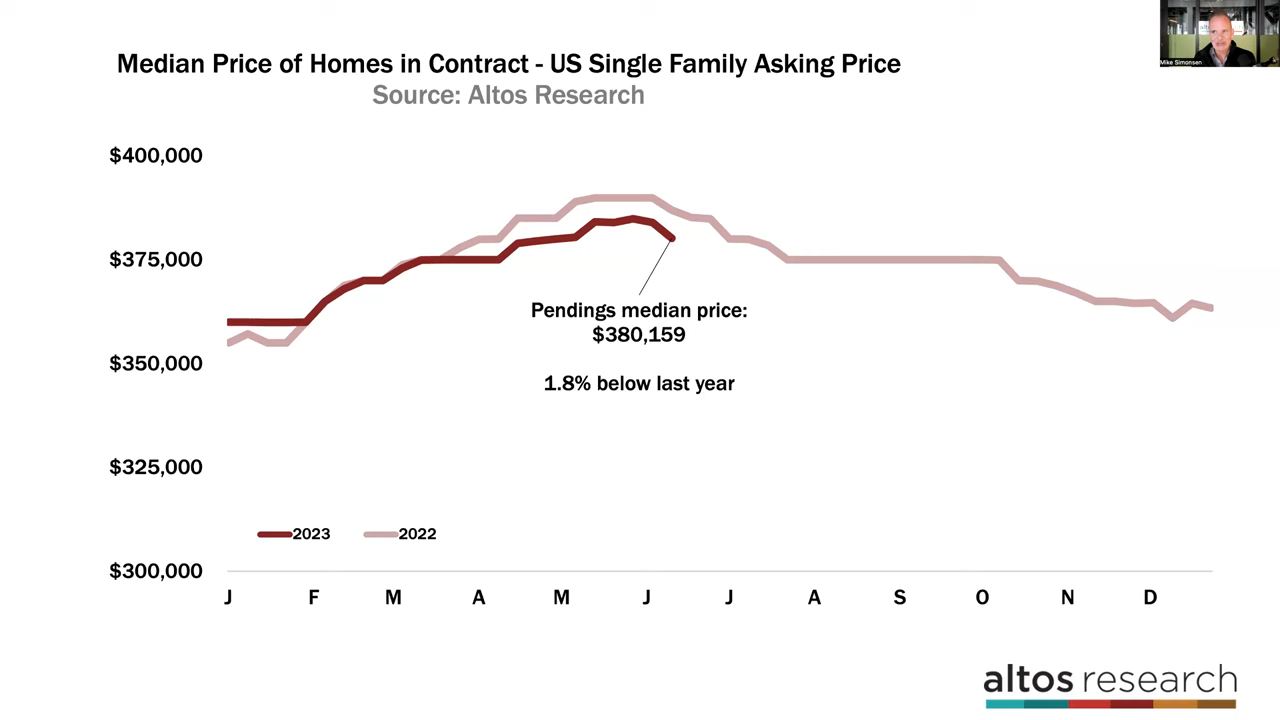 Mike Simonsen
Median Price of Homes in Contract - US Single Family Asking Price
Source: Altos Research
$400,000
$375,000
$350,000
$325,000
$300,000
Pendings median price:
$380,159
1.8% below last year
2023 2022
J F M A M J J A S O N D
altos research